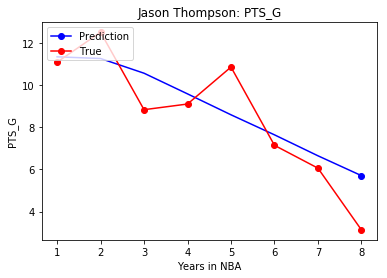 Jason Thompson: PTS_G
Prediction
True
12
10
8
6
4
PTS_G
1 2 3 4 5 6 7 8
Years in NBA